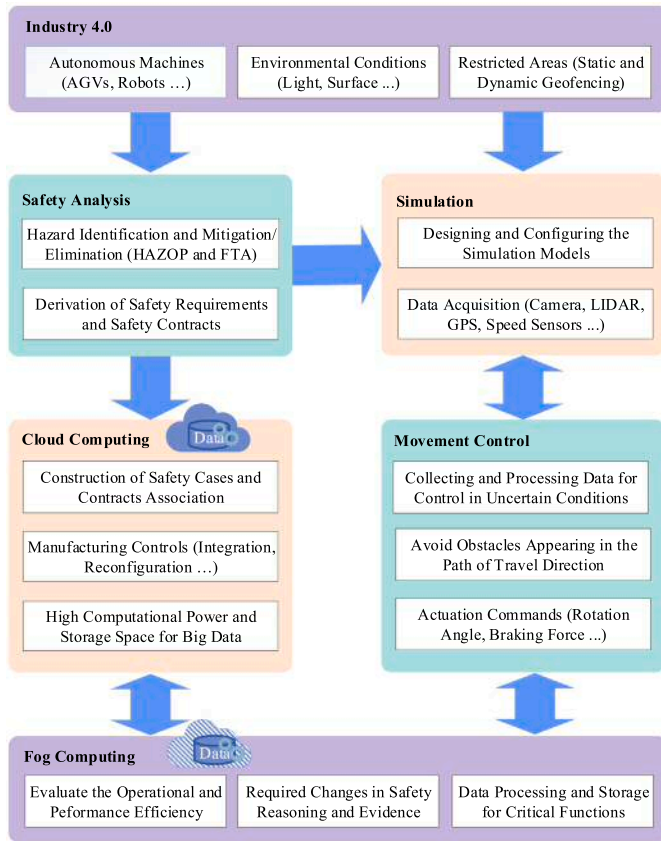 Industry 4.0
Autonomous Machines
(AGVs, Robots …)
Environmental Conditions
(Light, Surface ...)
Restricted Areas (Static and
Dynamic Geofencing)
Safety Analysis
Hazard Identification and Mitigation/
Elimination (HAZOP and FTA)
Derivation of Safety Requirements
and Safety Contracts
Simulation
Designing and Configuring the
Simulation Models
Data Acquisition (Camera, LIDAR,
GPS, Speed Sensors ...)
Cloud Computing
Data
Construction of Safety Cases and
Contracts Association
Manufacturing Controls (Integration,
Reconfiguration …)
High Computational Power and
Storage Space for Big Data
Movement Control
Collecting and Processing Data for
Control in Uncertain Conditions
Avoid Obstacles Appearing in the
Path of Travel Direction
Actuation Commands (Rotation
Angle, Braking Force ...)
Fog Computing
Data
Evaluate the Operational and
Peformance Efficiency
Required Changes in Safety
Reasoning and Evidence
Data Processing and Storage
for Critical Functions